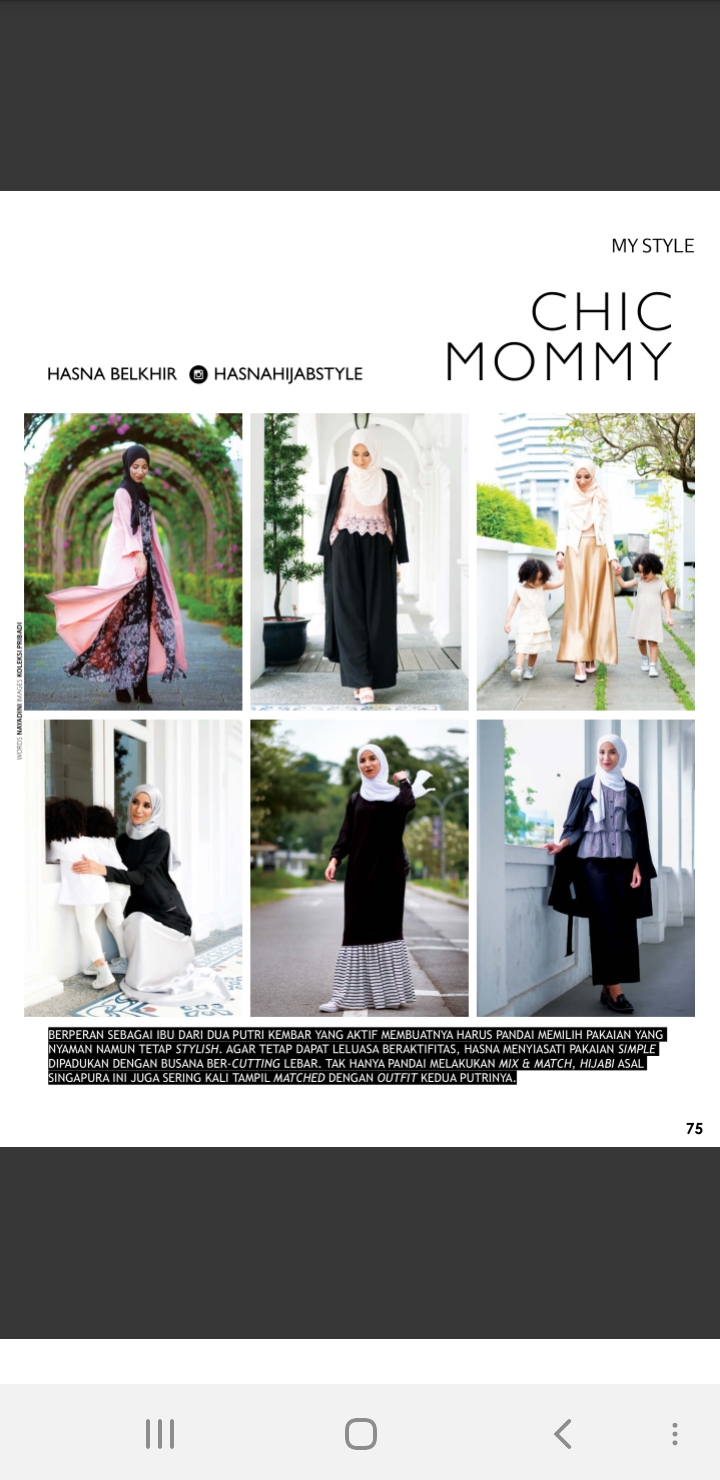 MY STYLE
CHIC
MOMMY
HASNA BELKHIR HASNAHIJABSTYLE
WORDS NAYADINI IMAGES KOLEKSI PRIBADI
BERPERAN SEBAGAI IBU DARI DUA PUTRI KEMBAR YANG AKTIF MEMBUATNYA HARUS PANDAI MEMILIH PAKAIAN YANG
NYAMAN NAMUN TETAP STYLISH. AGAR TETAP DAPAT LELUASA BERAKTIFITAS, HASNA MENYIASATI PAKAIAN SIMPLE
DIPADUKAN DENGAN BUSANA BER-CUTTING LEBAR. TAK HANYA PANDAI MELAKUKAN MIX & MATCH, HIJABI ASAL
SINGAPURA INI JUGA SERING KALI TAMPIL MATCHED DENGAN OUTFIT KEDUA PUTRINYA.
75